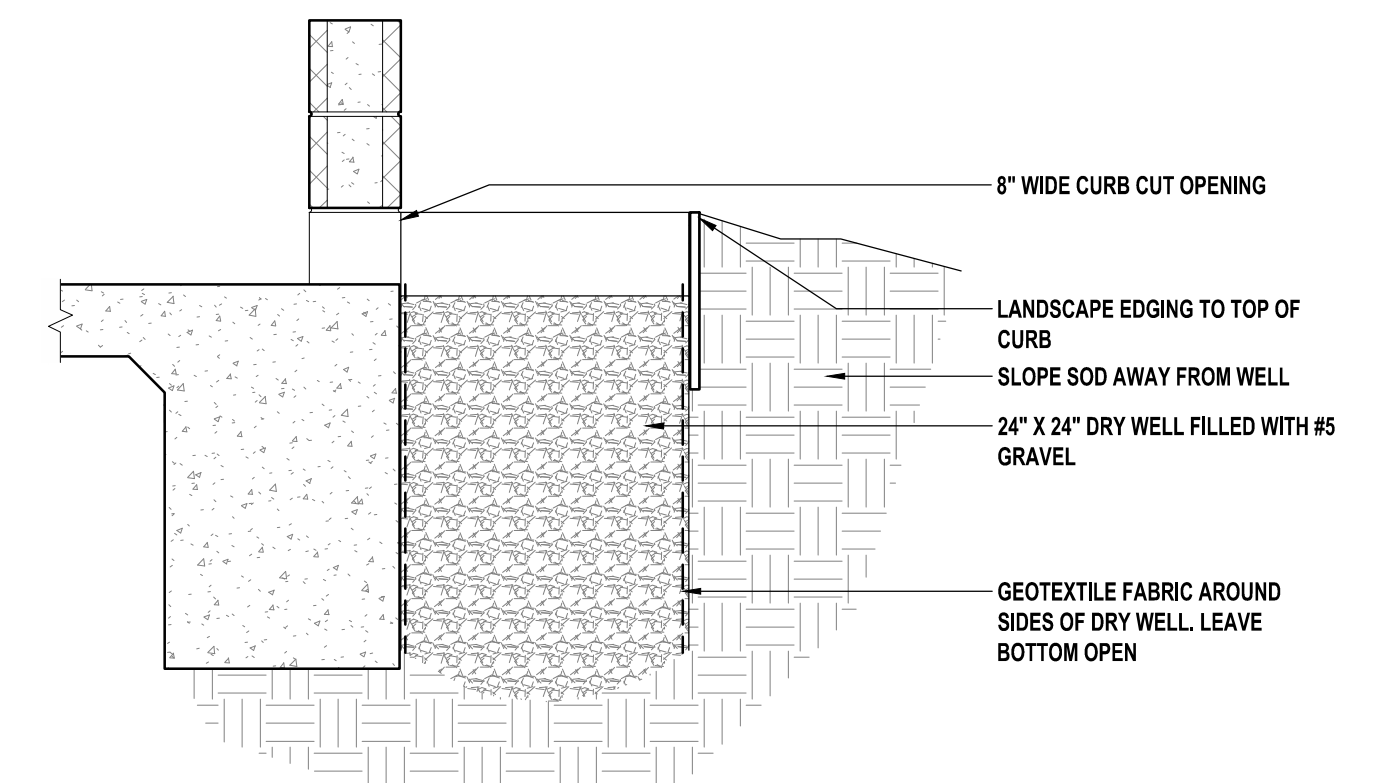 8" WIDE CURB CUT OPENING
LANDSCAPE EDGING TO TOP OF
CURB
SLOPE SOD AWAY FROM WELL
24" X 24" DRY WELL FILLED WITH #5
GRAVEL
GEOTEXTILE FABRIC AROUND
SIDES OF DRY WELL. LEAVE
BOTTOM OPEN